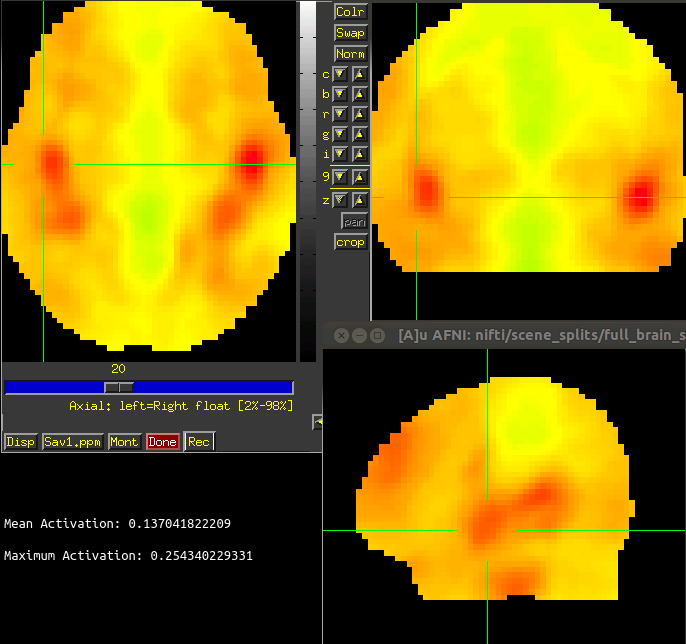 Colr
Swap
Norm
c
b
r
g
i
9
z
pan
crop
20
Axial: left=Right float [2%-98%]
Disp Sav1.ppm Mont Done Rec
[A]u AFNI: nifti/scene_splits/full_brain_s
Mean Activation: 0.137041822209
Maximum Activation: 0.254340229331